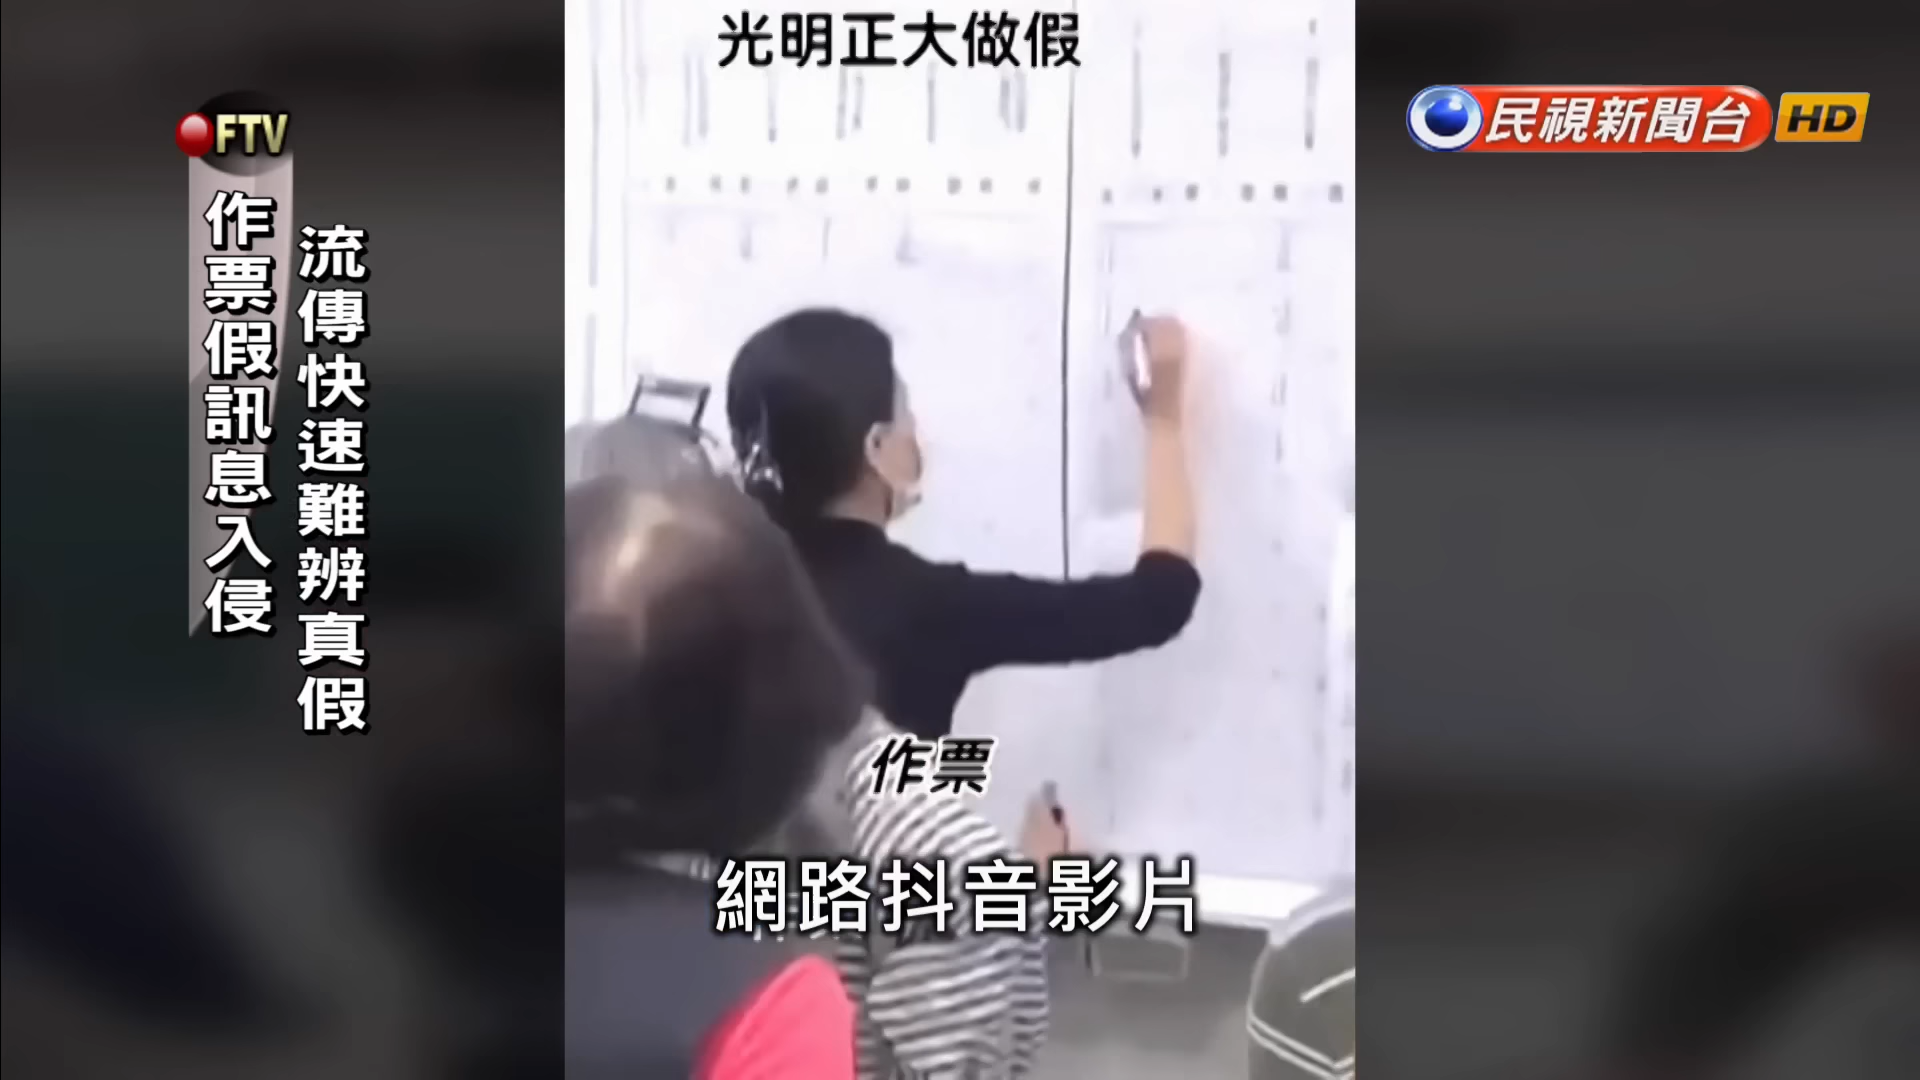 光明正大做假
FTV
民視新聞台 HD
作票假訊息入侵
流傳快速難辨真假
作票
網路抖音影片